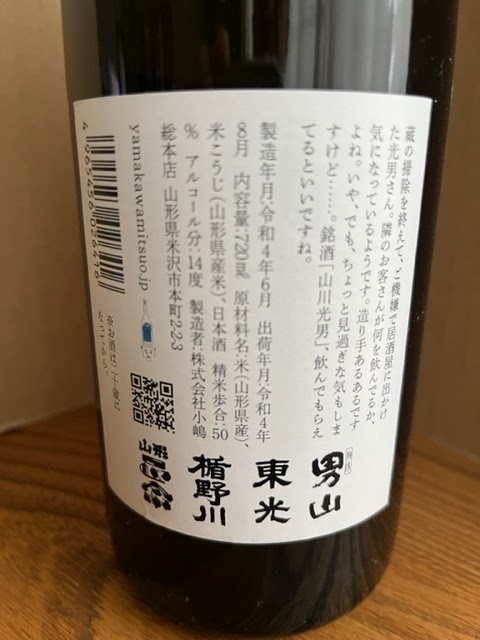 蔵の掃除を終えて、ご機嫌で居酒屋に出かけ
た光男さん。隣のお客さんが何を飲んでるか、
気になっているようです。造り手あるあるです
よね。いや、でも、ちょっと見過ぎな気もしま
すけど……。銘酒「山川光男」、飲んでもらえ
てるといいですね。
製造年月:令和4年6月 出荷年月:令和4年
8月 内容量:720㎖ 原材料名:米(山形県産)、
米こうじ(山形県産米)、日本酒 精米歩合:50
% アルコール分:14度 製造者:株式会社小嶋
総本店 山形県米沢市本町2-2-3
yamakawamitsuo.jp
※お酒は二十歳に
なってから。
4 965456 026416
男山
東光
楯野川
山形
正宗